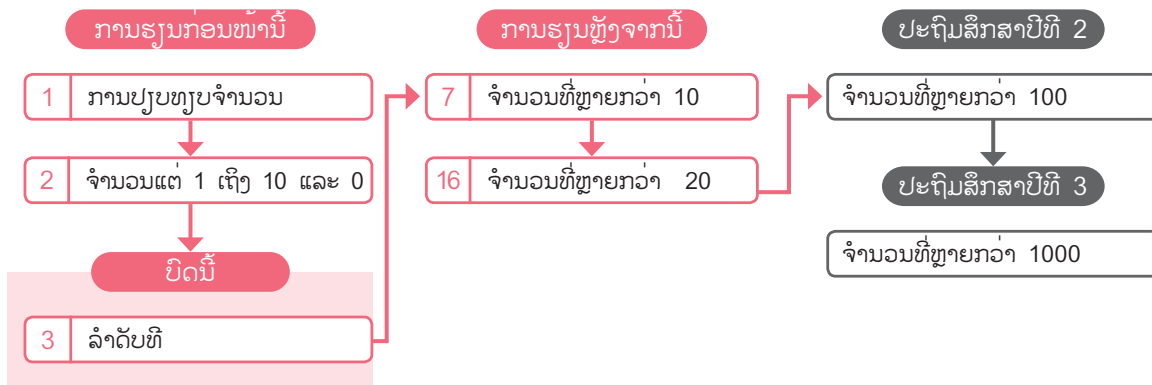 ການຮຽນກ່ອນໜ້ານີ້
1 ການປຽບທຽບຈຳນວນ
2 ຈຳນວນແຕ່ 1 ເຖິງ 10 ແລະ 0
ບົດນີ້
3 ລຳດັບທີ
ການຮຽນຫຼັງຈາກນີ້
7 ຈຳນວນທີ່ຫຼາຍກວ່າ 10
16 ຈຳນວນທີ່ຫຼາຍກວ່າ 20
ປະຖົມສຶກສາປີທີ 2
ຈຳນວນທີ່ຫຼາຍກວ່າ 100
ປະຖົມສຶກສາປີທີ 3
ຈຳນວນທີ່ຫຼາຍກວ່າ 1000